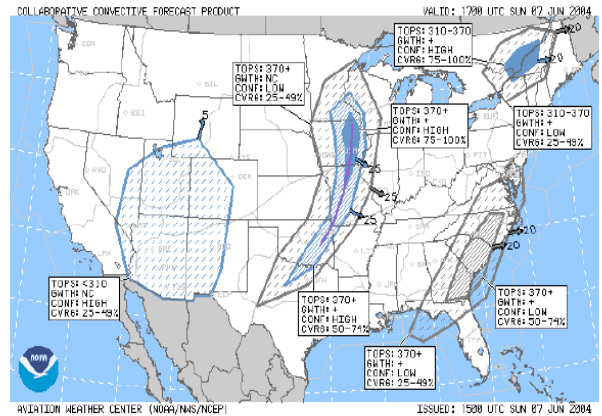 COLLABORATIVE CONVECTIVE FORECAST PRODUCT
VALID: 1700 UTC SUN 07 JUN 2004
TOPS: 310-370
GWTH: +
CONF: HIGH
CVRG: 75-100%
20
20
TOPS: 370+
GWTH: NC
CONF: LOW
CVRG: 25-49%
TOPS: 370+
GWTH: +
CONF: HIGH
CVRG: 75-100%
TOPS: 310-370
GWTH: +
CONF: LOW
CVRG: 25-49%
5
25
25
25
20
20
TOPS: <310
GWTH: NC
CONF: HIGH
CVRG: 25-49%
TOPS: 370+
GWTH: +
CONF: HIGH
CVRG: 50-74%
TOPS: 370+
GWTH: +
CONF: LOW
CVRG: 50-74%
TOPS: 370+
GWTH: +
CONF: LOW
CVRG: 25-49%
NOAA
AVIATION WEATHER CENTER (NOAA/NWS/NCEP)
ISSUED: 1500 UTC SUN 07 JUN 2004